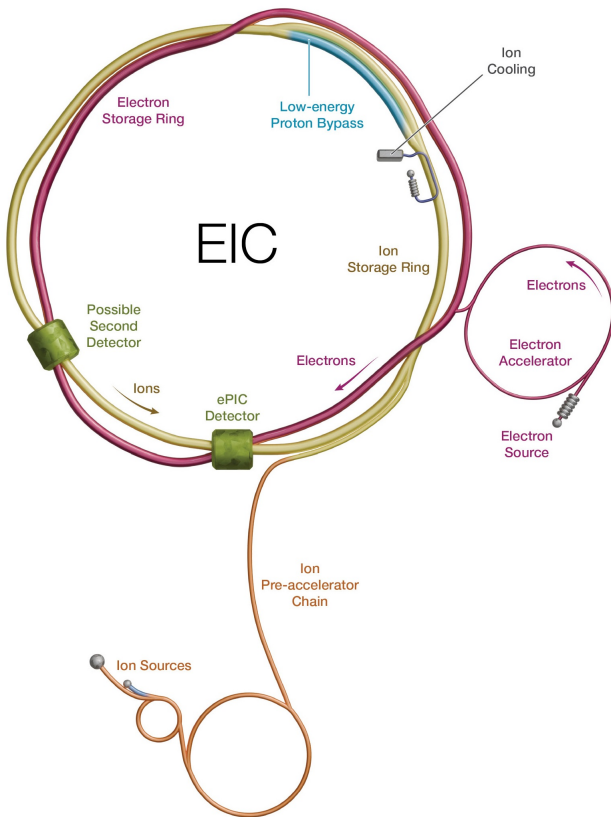 Ion
Cooling
Electron
Storage Ring
Low-energy
Proton Bypass
EIC
Ion
Storage Ring
Electrons
Possible
Second
Detector
Electron
Accelerator
Electrons
Ions
ePIC
Detector
Electron
Source
Ion
Pre-accelerator
Chain
Ion Sources